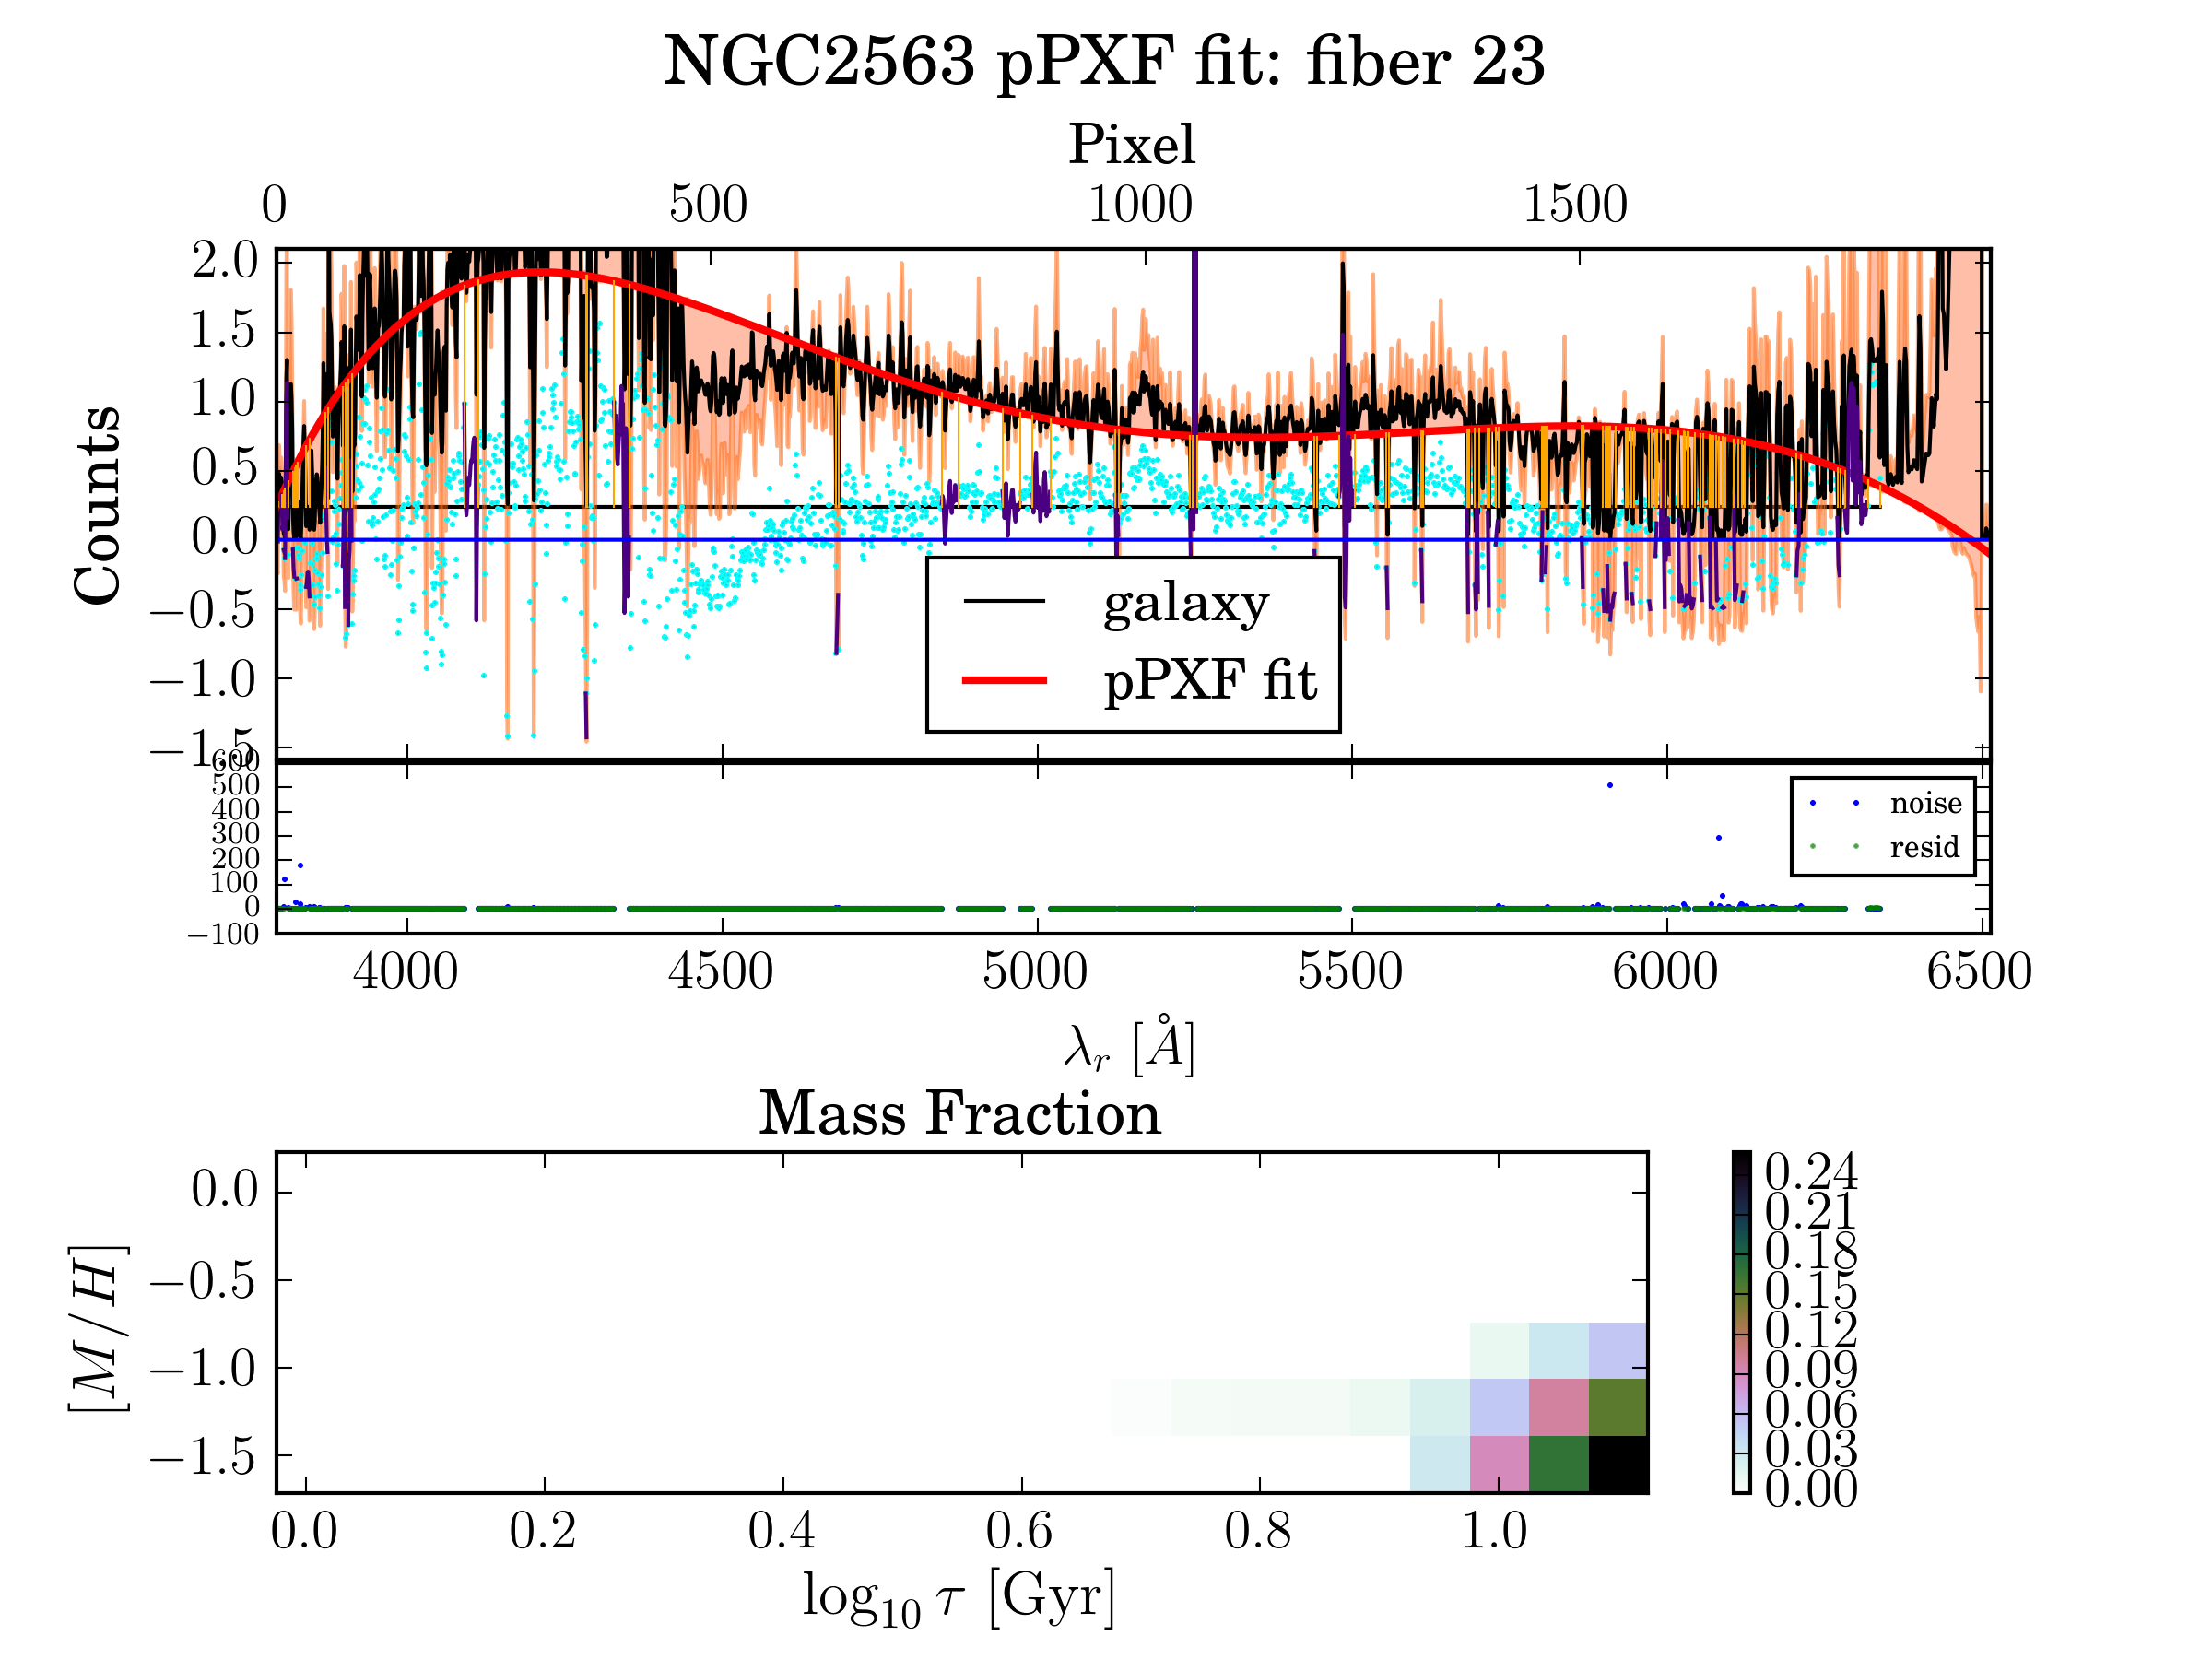 NGC2563 pPXF fit: fiber 23
Pixel
0 500 1000 1500
Counts
2.0
1.5
1.0
0.5
0.0
−0.5
−1.0
−1.5
galaxy
pPXF fit
600
500
400
300
200
100
0
−100
noise
resid
4000 4500 5000 5500 6000 6500
λr [Å]
Mass Fraction
[M/H]
0.0
−0.5
−1.0
−1.5
0.24
0.21
0.18
0.15
0.12
0.09
0.06
0.03
0.00
0.0 0.2 0.4 0.6 0.8 1.0
log10 τ [Gyr]